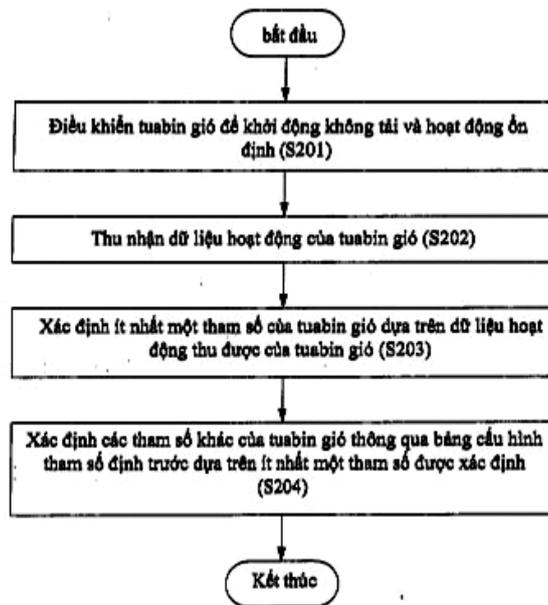 bắt đầu
Điều khiển tuabin gió để khởi động không tải và hoạt động ổn
định (S201)
Thu nhận dữ liệu hoạt động của tuabin gió (S202)
Xác định ít nhất một tham số của tuabin gió dựa trên dữ liệu hoạt
động thu được của tuabin gió (S203)
Xác định các tham số khác của tuabin gió thông qua bảng cấu hình
tham số định trước dựa trên ít nhất một tham số được xác định
(S204)
Kết thúc